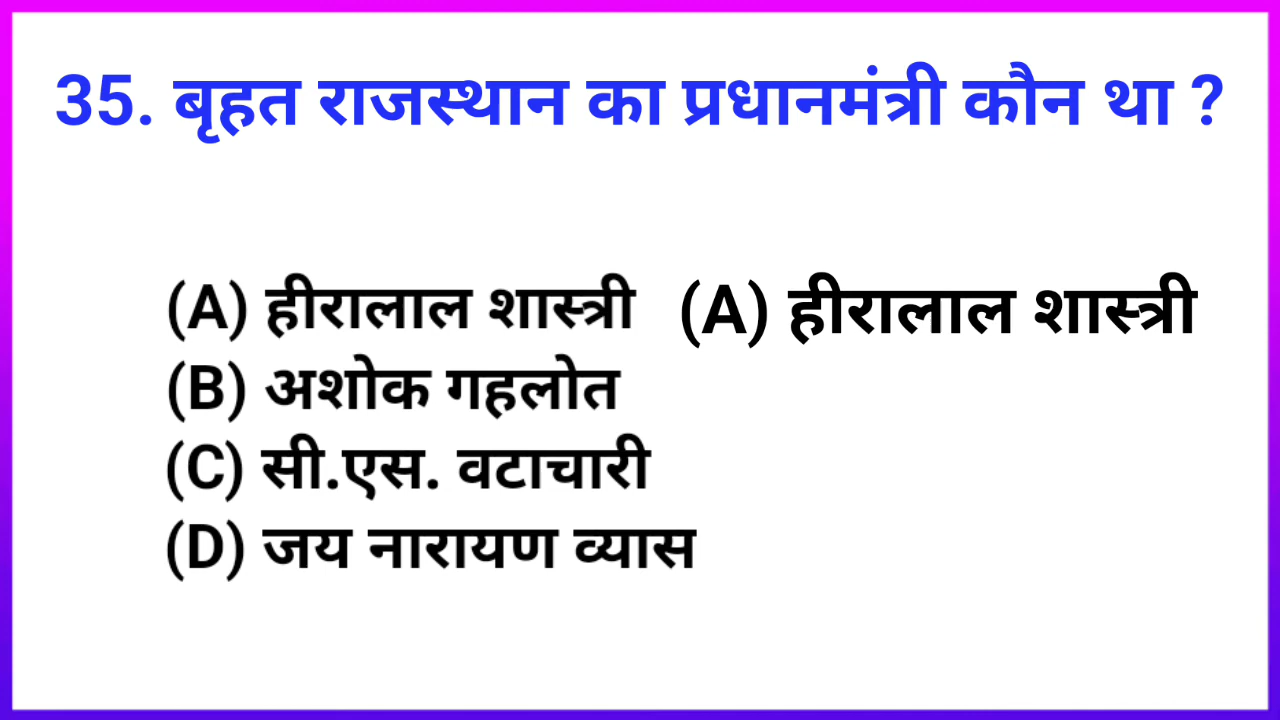 35. बृहत राजस्थान का प्रधानमंत्री कौन था ?
(A) हीरालाल शास्त्री (A) हीरालाल शास्त्री
(B) अशोक गहलोत
(C) सी.एस. वटाचारी
(D) जय नारायण व्यास